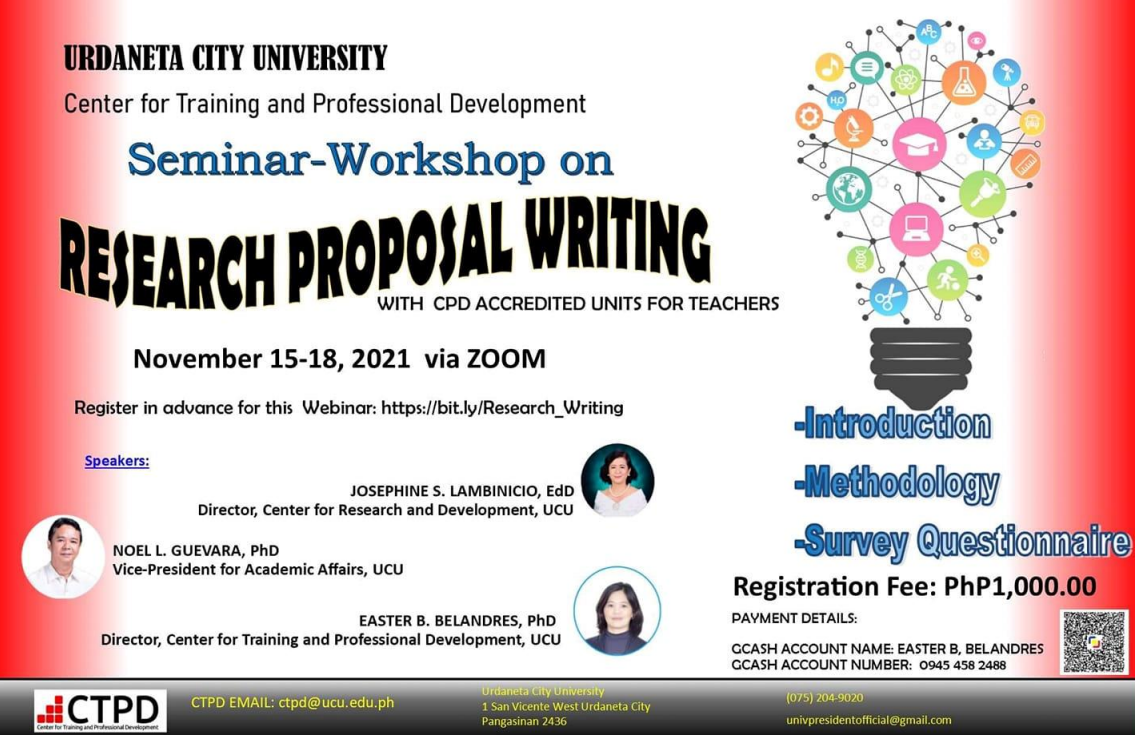 URDANETA CITY UNIVERSITY
Center for Training and Professional Development
Seminar-Workshop on
RESEARCH PROPOSAL WRITING
WITH CPD ACCREDITED UNITS FOR TEACHERS
November 15-18, 2021 via ZOOM
Register in advance for this Webinar: https://bit.ly/Research_Writing
Speakers:
JOSEPHINE S. LAMBINICIO, EdD
Director, Center for Research and Development, UCU
NOEL L. GUEVARA, PhD
Vice-President for Academic Affairs, UCU
EASTER B. BELANDRES, PhD
Director, Center for Training and Professional Development, UCU
ABC
H2O
-Introduction
-Methodology
-Survey Questionnaire
Registration Fee: PhP1,000.00
PAYMENT DETAILS:
GCASH ACCOUNT NAME: EASTER B, BELANDRES
GCASH ACCOUNT NUMBER: 0945 458 2488
CTPD
Center for Training and Professional Development
CTPD EMAIL: ctpd@ucu.edu.ph
Urdaneta City University
1 San Vicente West Urdaneta City
Pangasinan 2436
(075) 204-9020
univpresidentofficial@gmail.com